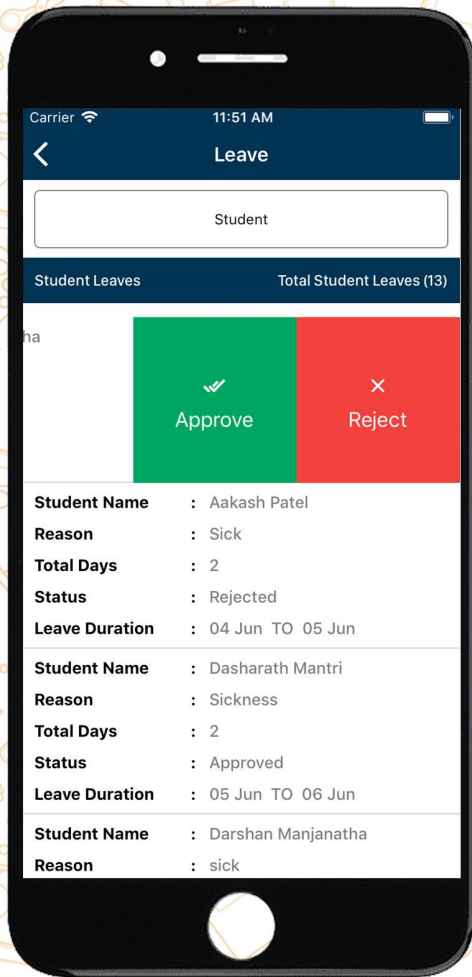 Carrier 11:51 AM
Leave
Student
Student Leaves Total Student Leaves (13)
ha
Approve Reject
Student Name : Aakash Patel
Reason : Sick
Total Days : 2
Status : Rejected
Leave Duration : 04 Jun TO 05 Jun
Student Name : Dasharath Mantri
Reason : Sickness
Total Days : 2
Status : Approved
Leave Duration : 05 Jun TO 06 Jun
Student Name : Darshan Manjanatha
Reason : sick